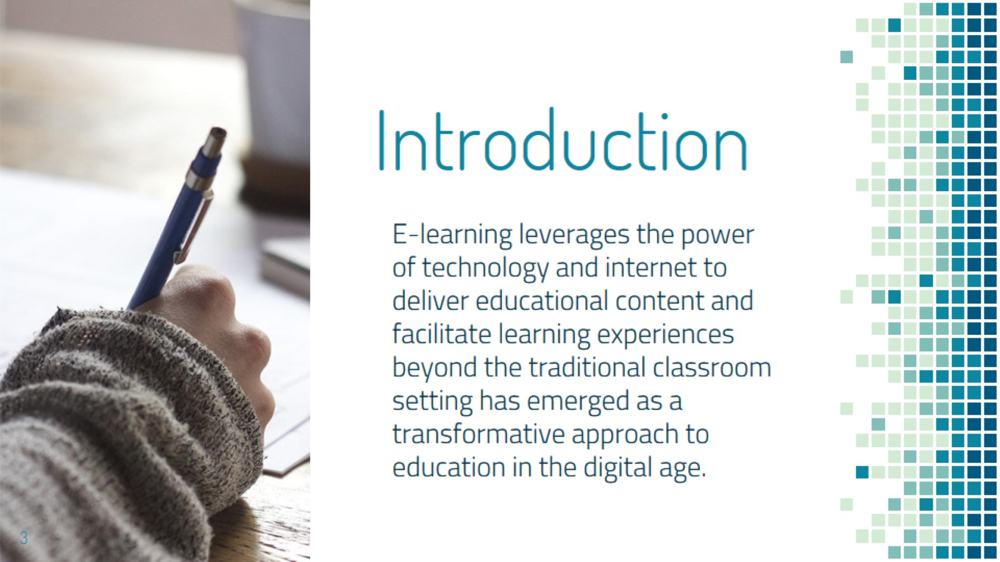 Introduction
E-learning leverages the power
of technology and internet to
deliver educational content and
facilitate learning experiences
beyond the traditional classroom
setting has emerged as a
transformative approach to
education in the digital age.
3